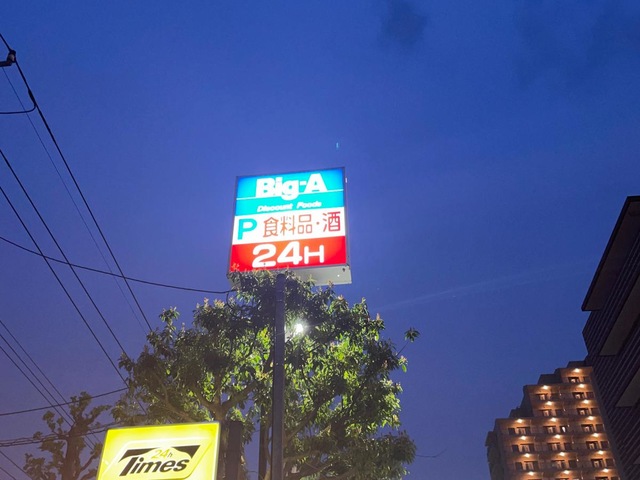 Big-A
Discount Foods
P 食料品・酒
24H
24h
Times